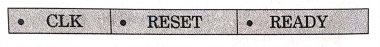 • CLK • RESET • READY